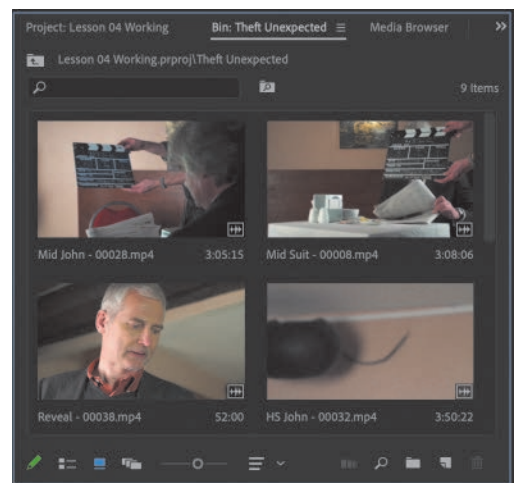 Project: Lesson 04 Working Bin: Theft Unexpected Media Browser
Lesson 04 Working.prproj\Theft Unexpected
9 Items
Mid John - 00028.mp4 3:05:15 Mid Suit - 00008.mp4 3:08:06
Reveal - 00038.mp4 52:00 HS John - 00032.mp4 3:50:22